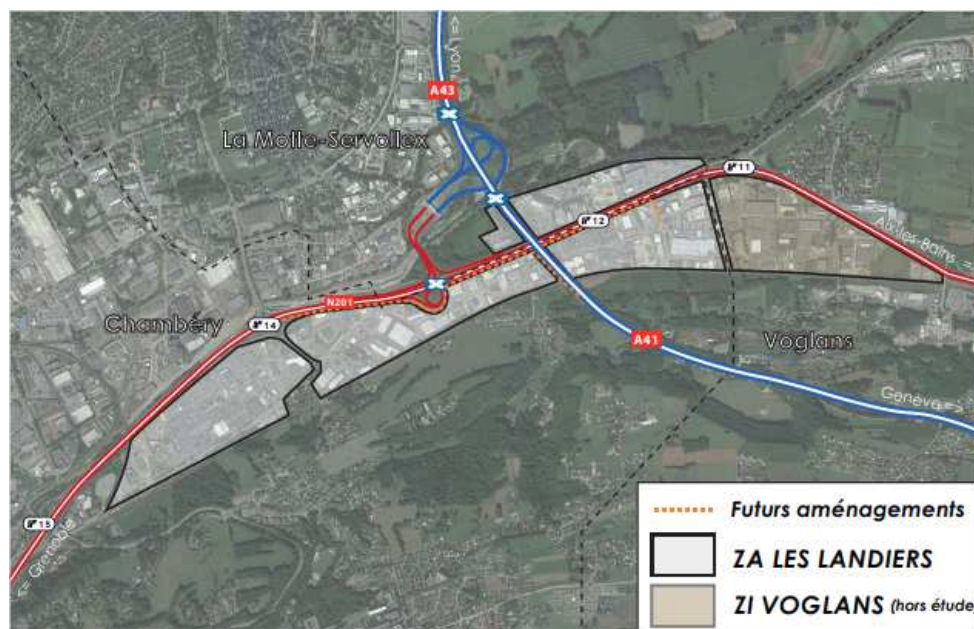 <= Lyon
A43
La Motte-Servollex
11
12
Aix-les-Bains =>
N201
Chambéry
14
A41
Voglans
Genève =>
15
<= Grenoble
Futurs aménagements
ZA LES LANDIERS
ZI VOGLANS (hors étude)